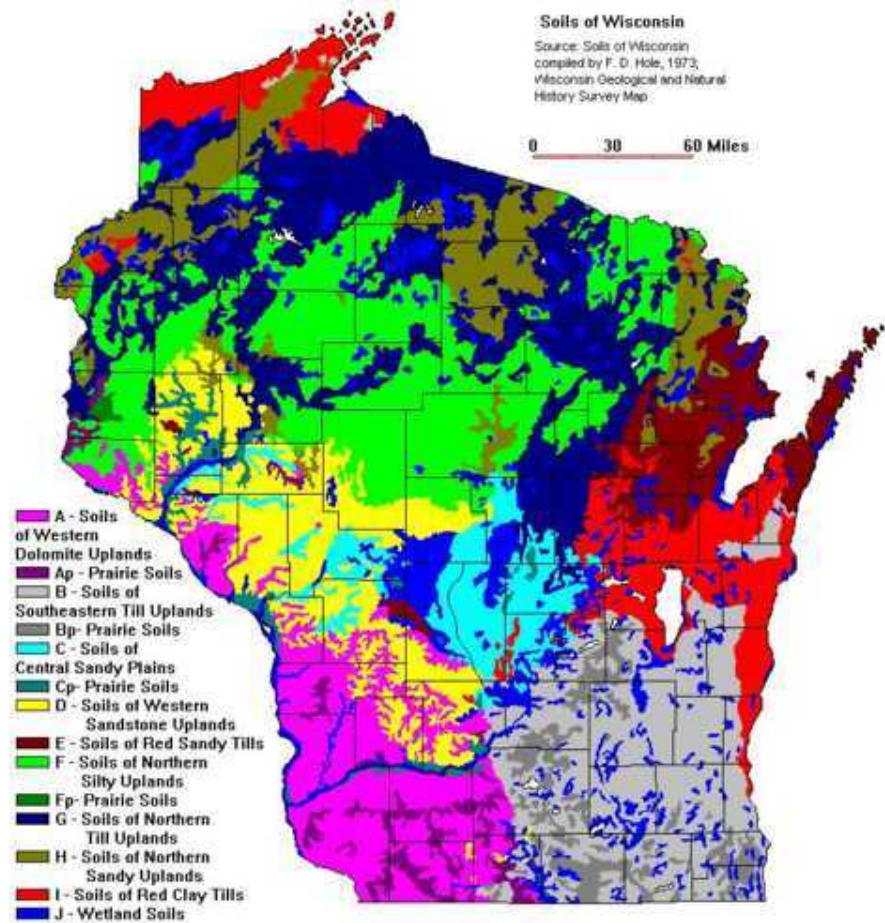 Soils of Wisconsin
Source: Soils of Wisconsin
compiled by F. D. Hole, 1973;
Wisconsin Geological and Natural
History Survey Map
0 30 60 Miles
A - Soils
of Western
Dolomite Uplands
Ap - Prairie Soils
B - Soils of
Southeastern Till Uplands
Bp- Prairie Soils
C - Soils of
Central Sandy Plains
Cp- Prairie Soils
D - Soils of Western
Sandstone Uplands
E - Soils of Red Sandy Tills
F - Soils of Northern
Silty Uplands
Fp- Prairie Soils
G - Soils of Northern
Till Uplands
H - Soils of Northern
Sandy Uplands
I - Soils of Red Clay Tills
J - Wetland Soils